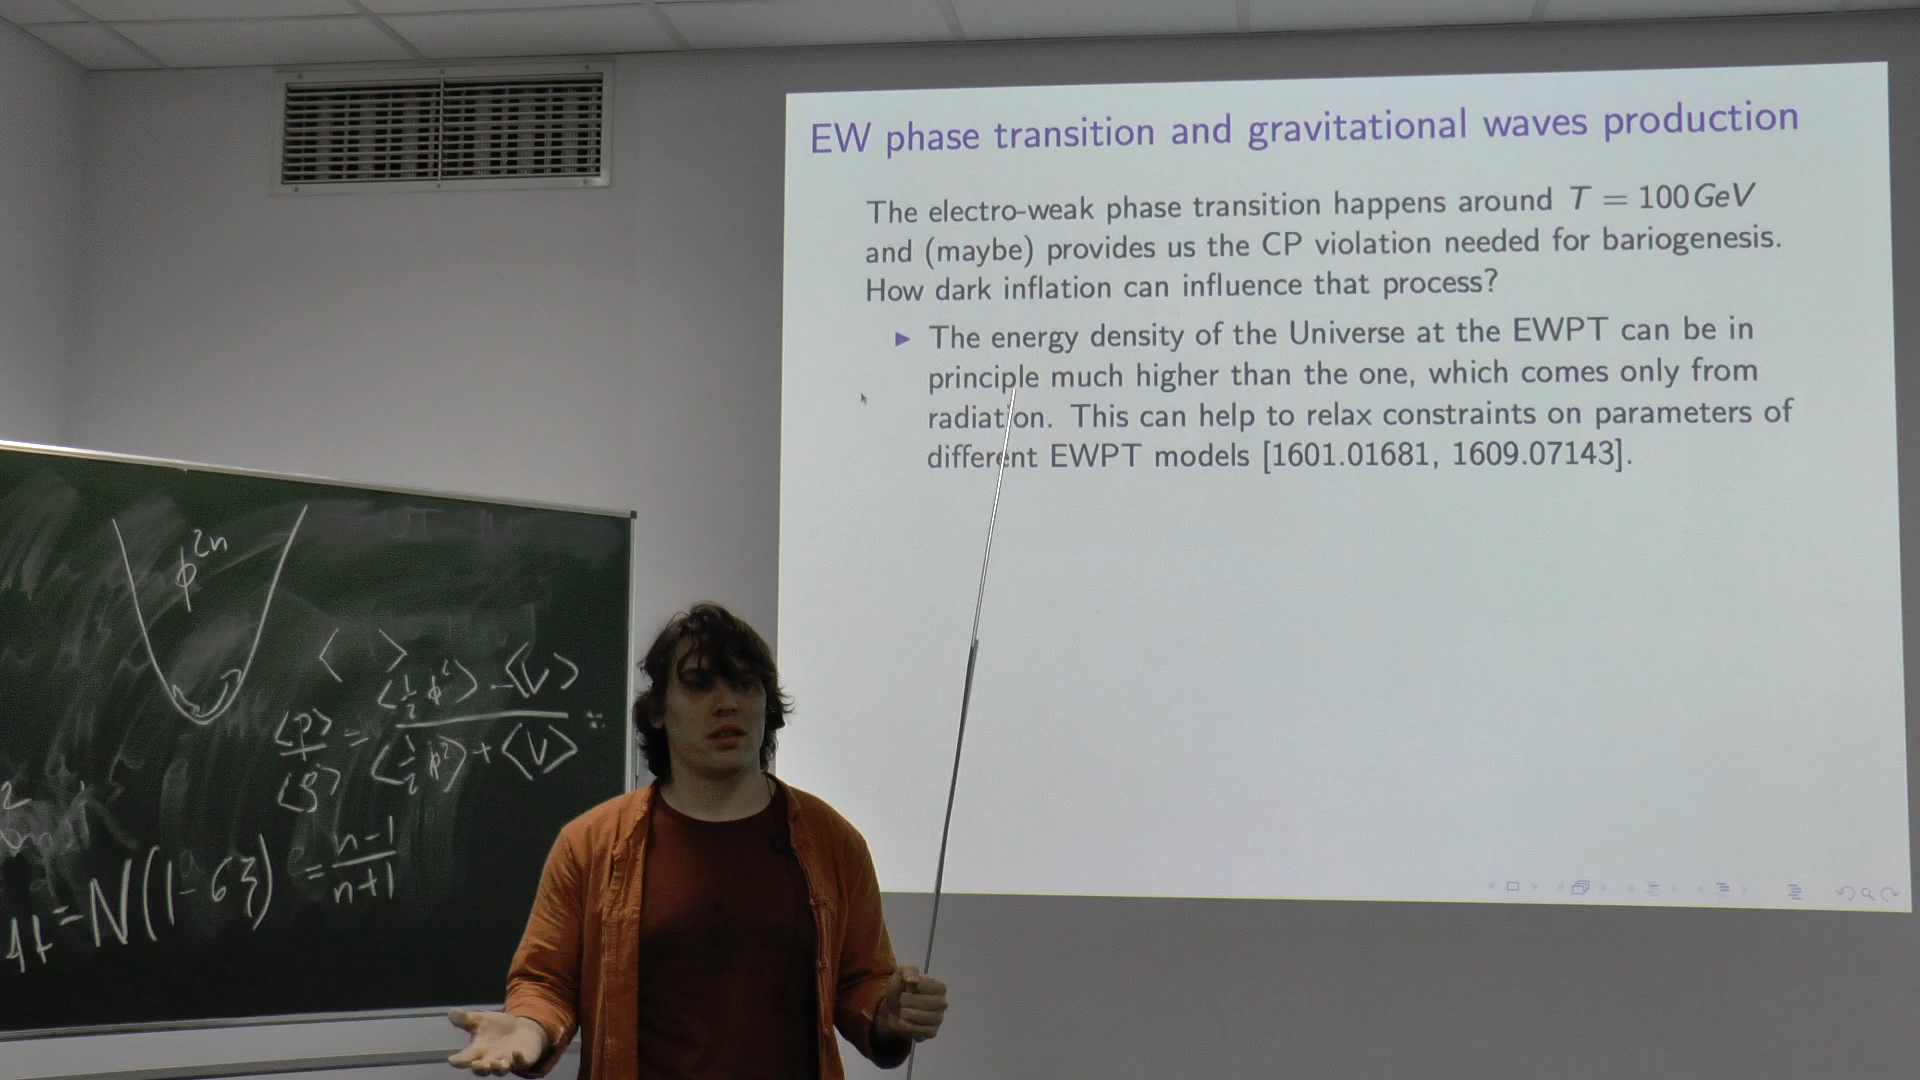 EW phase transition and gravitational waves production
The electro-weak phase transition happens around T = 100 GeV
and (maybe) provides us the CP violation needed for bariogenesis.
How dark inflation can influence that process?
▶ The energy density of the Universe at the EWPT can be in
principle much higher than the one, which comes only from
radiation. This can help to relax constraints on parameters of
different EWPT models [1601.01681, 1609.07143].
ϕ^2n
⟨ ⟩
⟨p⟩/⟨ρ⟩ = (⟨½ ϕ̇²⟩ - ⟨V⟩)/(⟨½ ϕ̇²⟩ + ⟨V⟩) =
= N(1-6ξ) = (n-1)/(n+1)